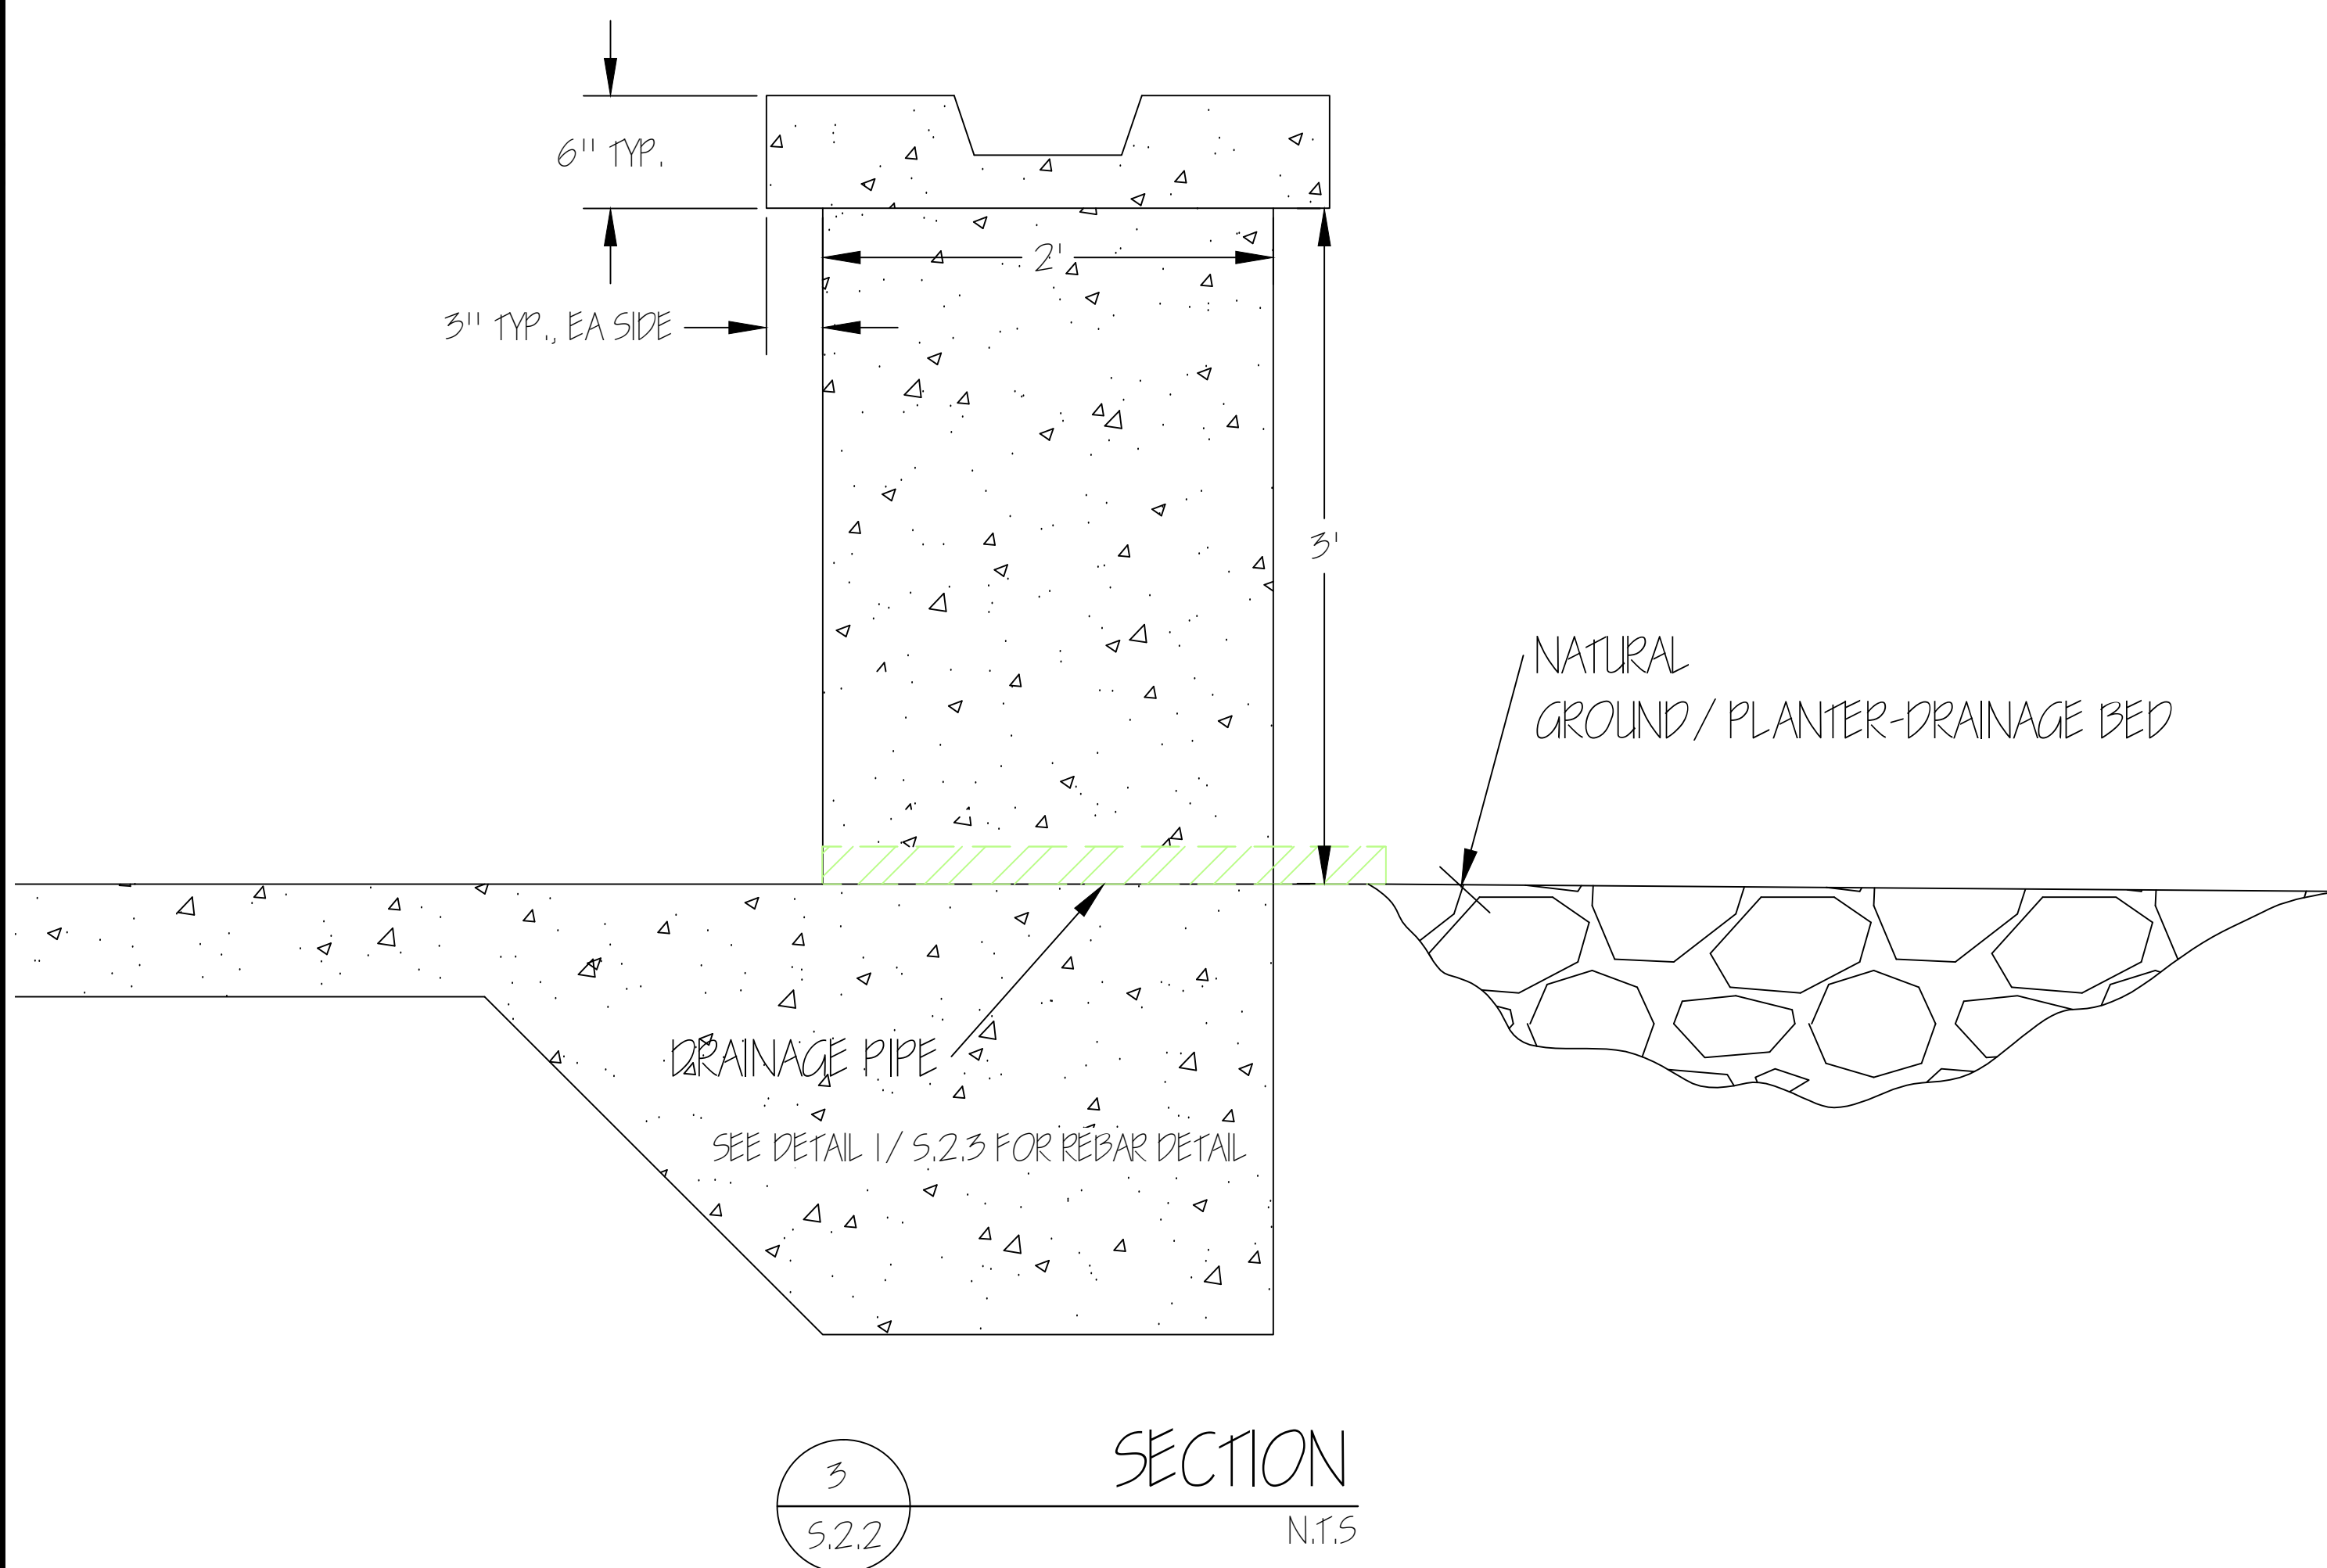 6" TYP.
2'
3" TYP., EA SIDE
3'
NATURAL
GROUND/ PLANTER-DRAINAGE BED
DRAINAGE PIPE
SEE DETAIL 1/ S.2.3 FOR REBAR DETAIL
SECTION
3
S.2.2
N.T.S